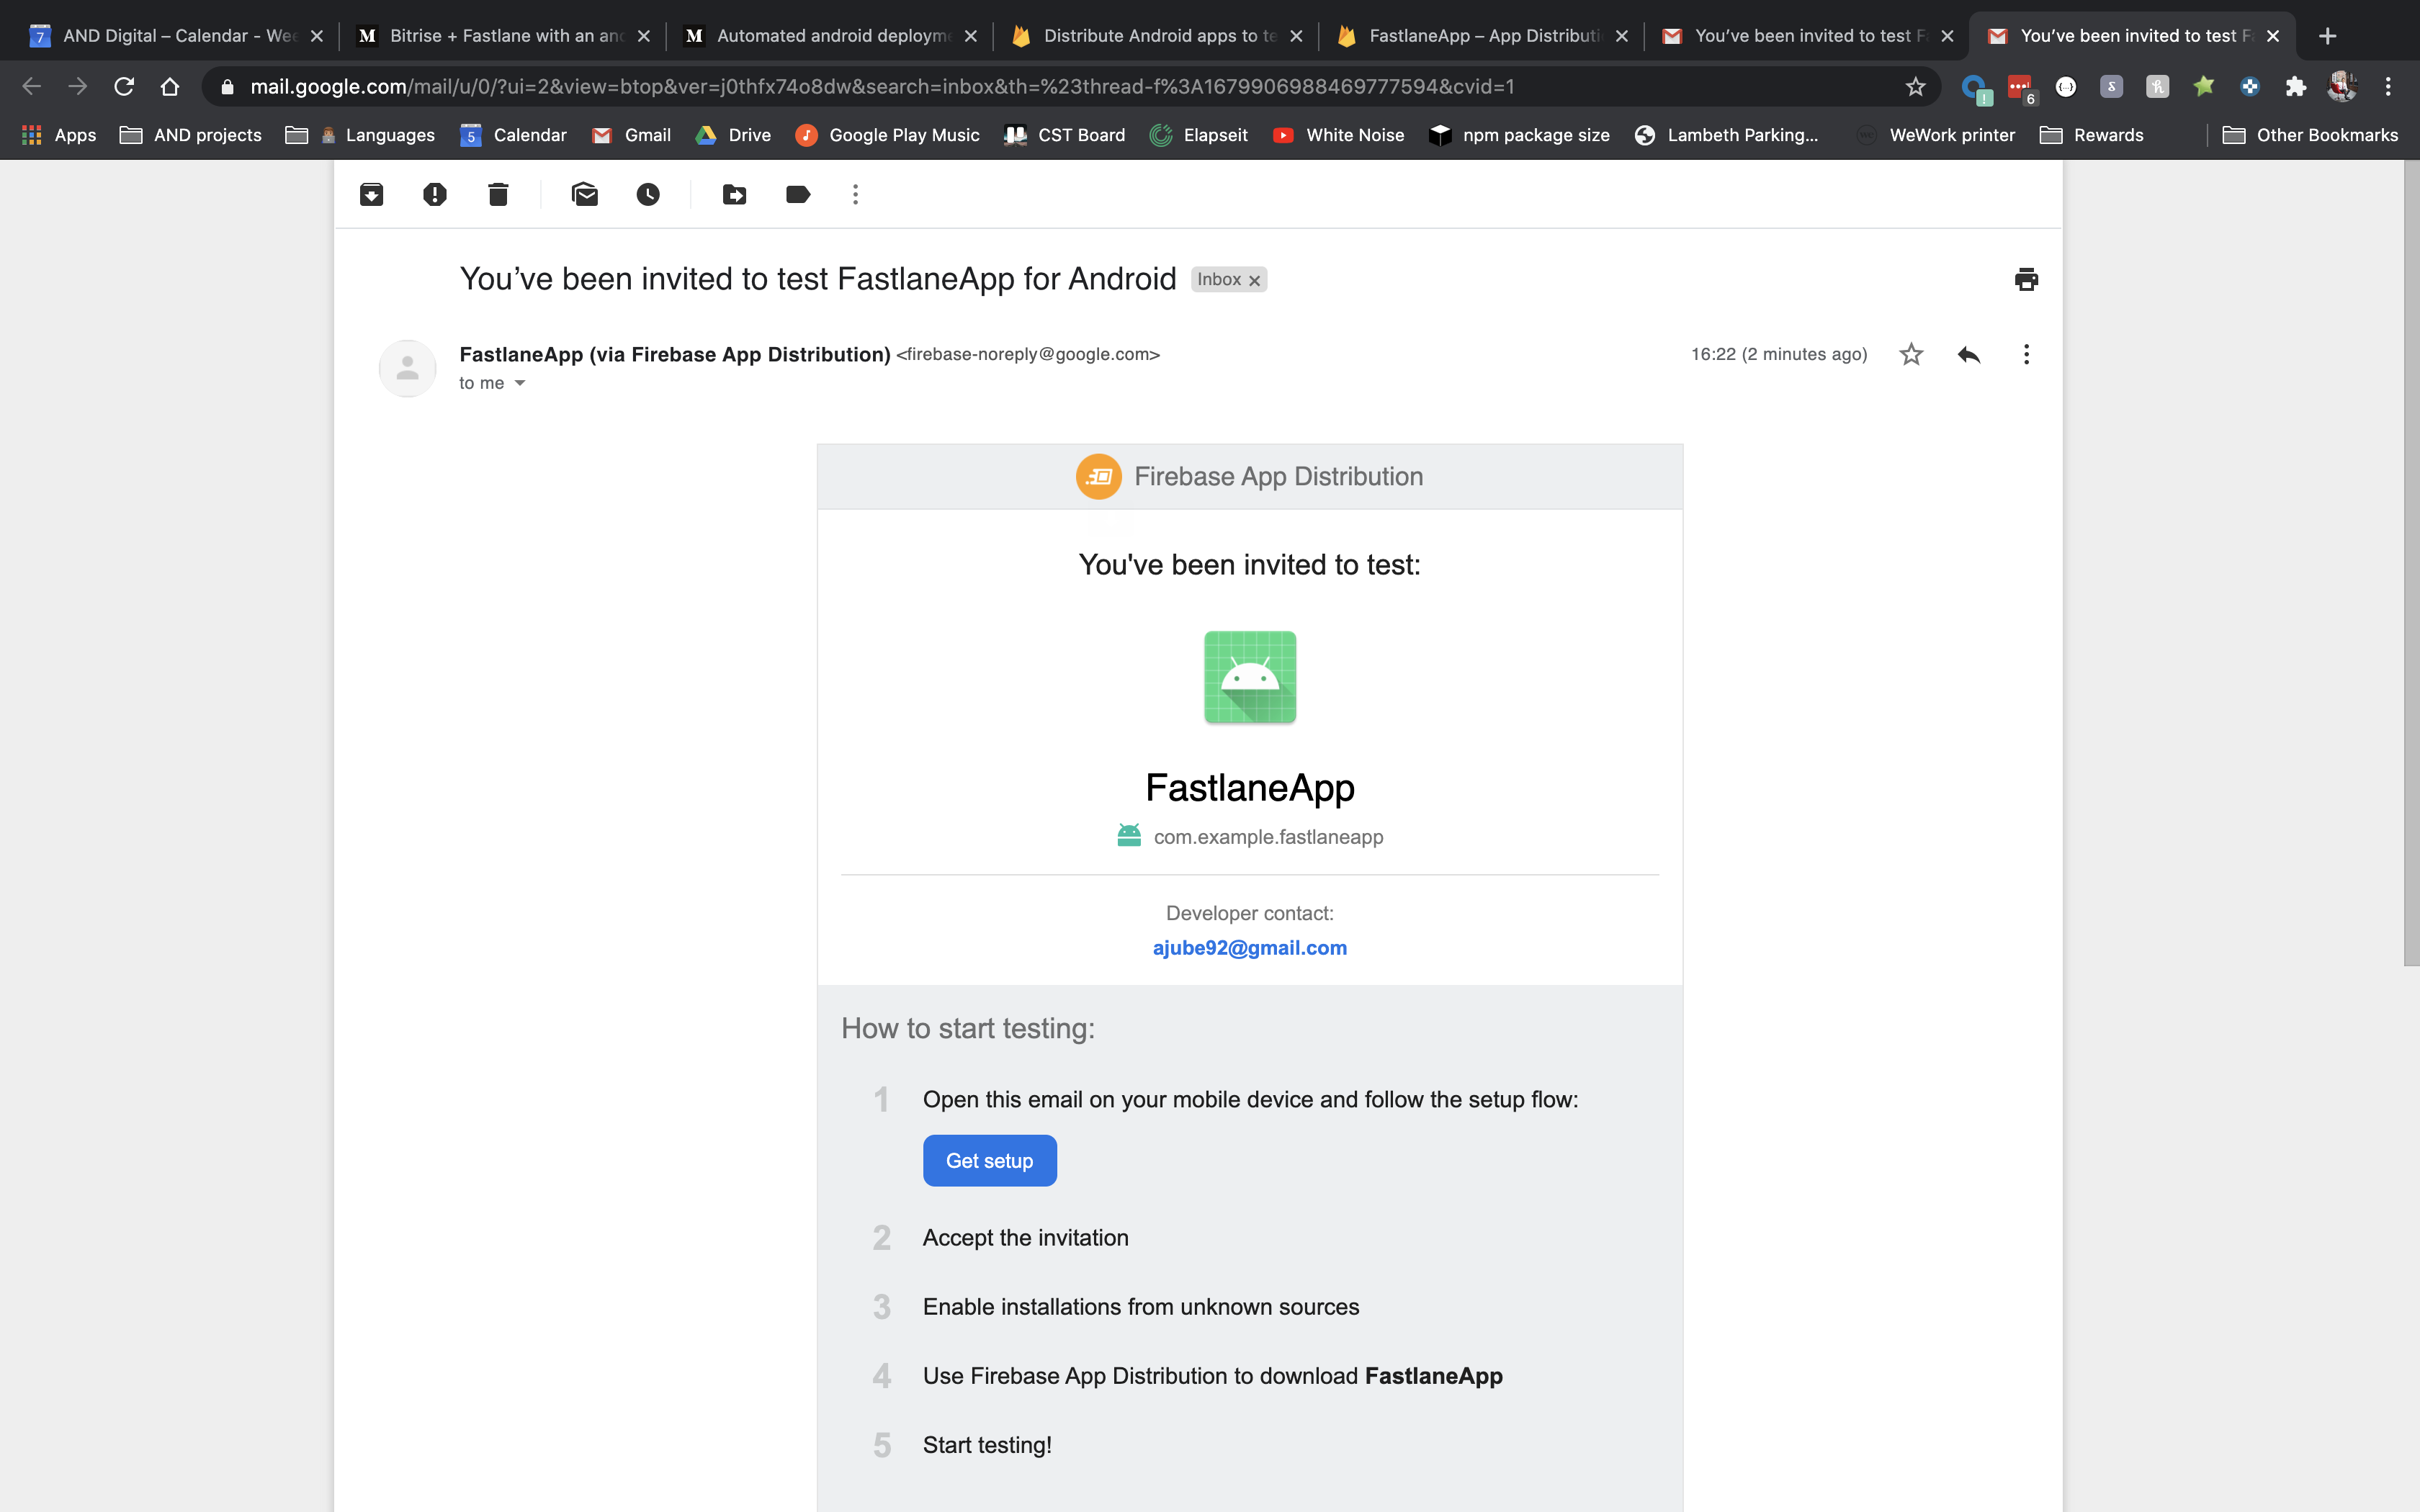 7 AND Digital – Calendar - Wee
M Bitrise + Fastlane with an and
M Automated android deployme
Distribute Android apps to te
FastlaneApp – App Distributi
You've been invited to test F
You've been invited to test F
mail.google.com/mail/u/0/?ui=2&view=btop&ver=j0thfx74o8dw&search=inbox&th=%23thread-f%3A1679906988469777594&cvid=1
6
Apps AND projects Languages 5 Calendar Gmail Drive Google Play Music CST Board Elapseit White Noise npm package size Lambeth Parking... WeWork printer Rewards Other Bookmarks
You've been invited to test FastlaneApp for Android Inbox
FastlaneApp (via Firebase App Distribution) <firebase-noreply@google.com> 16:22 (2 minutes ago)
to me
Firebase App Distribution
You've been invited to test:
FastlaneApp
com.example.fastlaneapp
Developer contact:
ajube92@gmail.com
How to start testing:
1 Open this email on your mobile device and follow the setup flow:
Get setup
2 Accept the invitation
3 Enable installations from unknown sources
4 Use Firebase App Distribution to download FastlaneApp
5 Start testing!